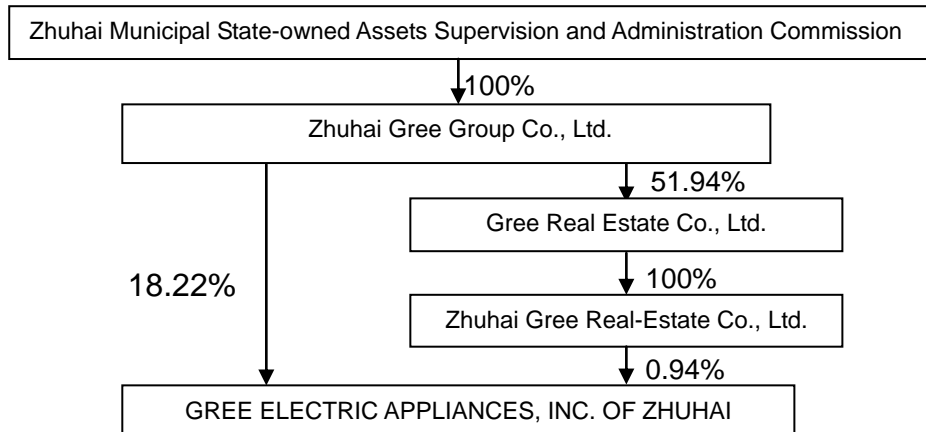 Zhuhai Municipal State-owned Assets Supervision and Administration Commission
100%
Zhuhai Gree Group Co., Ltd.
51.94%
Gree Real Estate Co., Ltd.
18.22%
100%
Zhuhai Gree Real-Estate Co., Ltd.
0.94%
GREE ELECTRIC APPLIANCES, INC. OF ZHUHAI